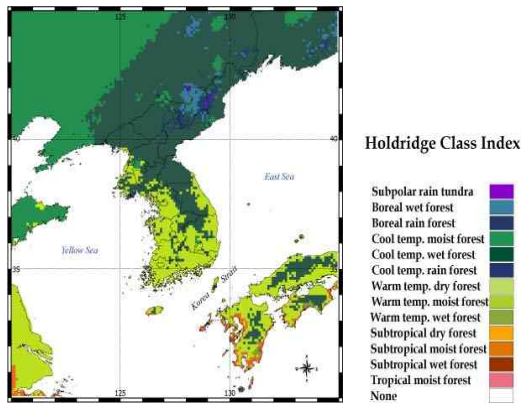 125
130
40
40
East Sea
Yellow Sea
35
35
Korea Strait
125
130
Holdridge Class Index
Subpolar rain tundra
Boreal wet forest
Boreal rain forest
Cool temp. moist forest
Cool temp. wet forest
Cool temp. rain forest
Warm temp. dry forest
Warm temp. moist forest
Warm temp. wet forest
Subtropical dry forest
Subtropical moist forest
Subtropical wet forest
Tropical moist forest
None